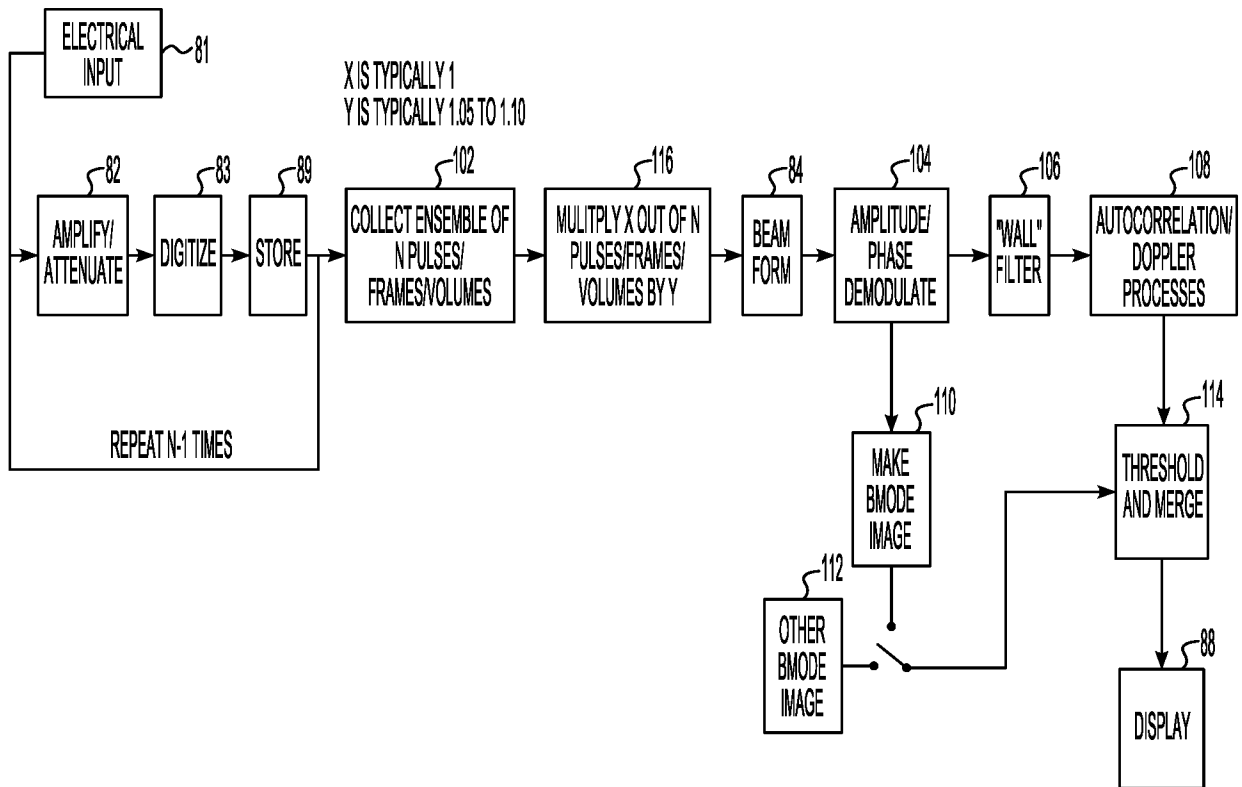 ELECTRICAL
INPUT
81
X IS TYPICALLY 1
Y IS TYPICALLY 1.05 TO 1.10
82
AMPLIFY/
ATTENUATE
83
DIGITIZE
89
STORE
102
COLLECT ENSEMBLE OF
N PULSES/
FRAMES/VOLUMES
116
MULITPLY X OUT OF N
PULSES/FRAMES/
VOLUMES BY Y
84
BEAM
FORM
104
AMPLITUDE/
PHASE
DEMODULATE
106
"WALL"
FILTER
108
AUTOCORRELATION/
DOPPLER
PROCESSES
REPEAT N-1 TIMES
110
MAKE
BMODE
IMAGE
114
THRESHOLD
AND MERGE
112
OTHER
BMODE
IMAGE
88
DISPLAY